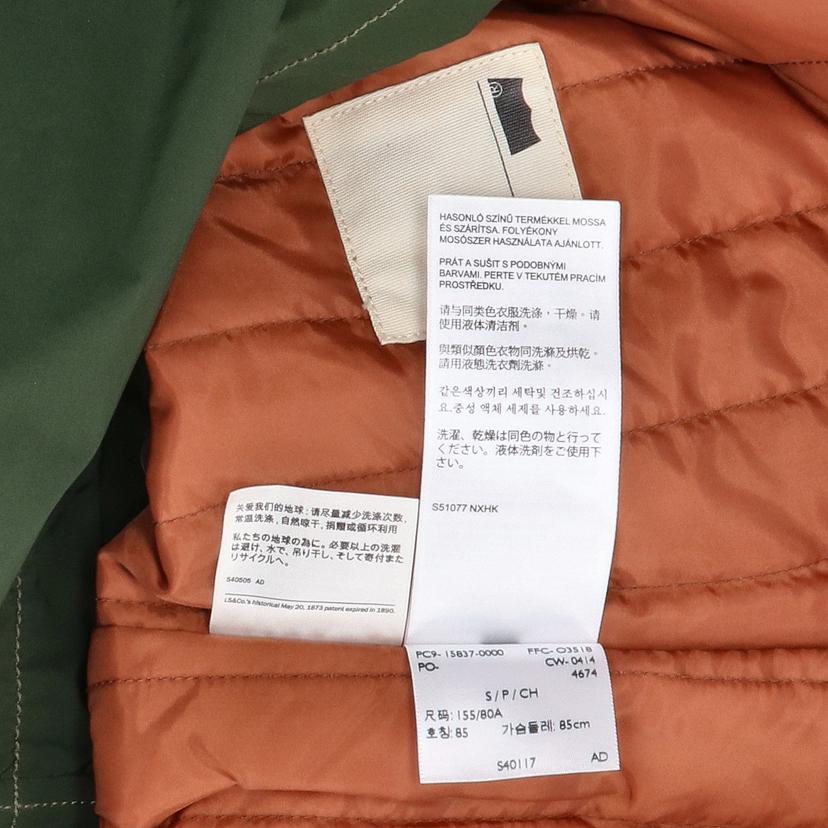 ®
HASONLÓ SZÍNŰ TERMÉKKEL MOSSA
ÉS SZÁRÍTSA. FOLYÉKONY
MOSÓSZER HASZNÁLATA AJÁNLOTT.
PRÁT A SUŠIT S PODOBNÝMI
BARVAMI. PERTE V TEKUTÉM PRACÍM
PROSTŘEDKU.
请与同类色衣服洗涤，干燥。请
使用液体清洁剂。
與類似顏色衣物同洗滌及烘乾。
請用液態洗衣劑洗滌。
같은색상끼리 세탁및 건조하십시
요.중성 액체 세제를 사용하세요.
洗濯、乾燥は同色の物と行って
ください。液体洗剤をご使用下
さい。
S51077 NXHK
关爱我们的地球：请尽量减少洗涤次数，
常温洗涤，自然晾干，捐赠或循环利用
私たちの地球の為に。必要以上の洗濯
は避け、水で、吊り干し、そして寄付また
リサイクルへ。
S40505 AD
LS&Co.'s historical May 20, 1873 patent expired in 1890.
PC9- 15837-0000 FFC- O351B
PO- CW- 0414
4674
S / P / CH
尺码: 155/80A
호칭: 85 가슴둘레: 85cm
S40117 AD